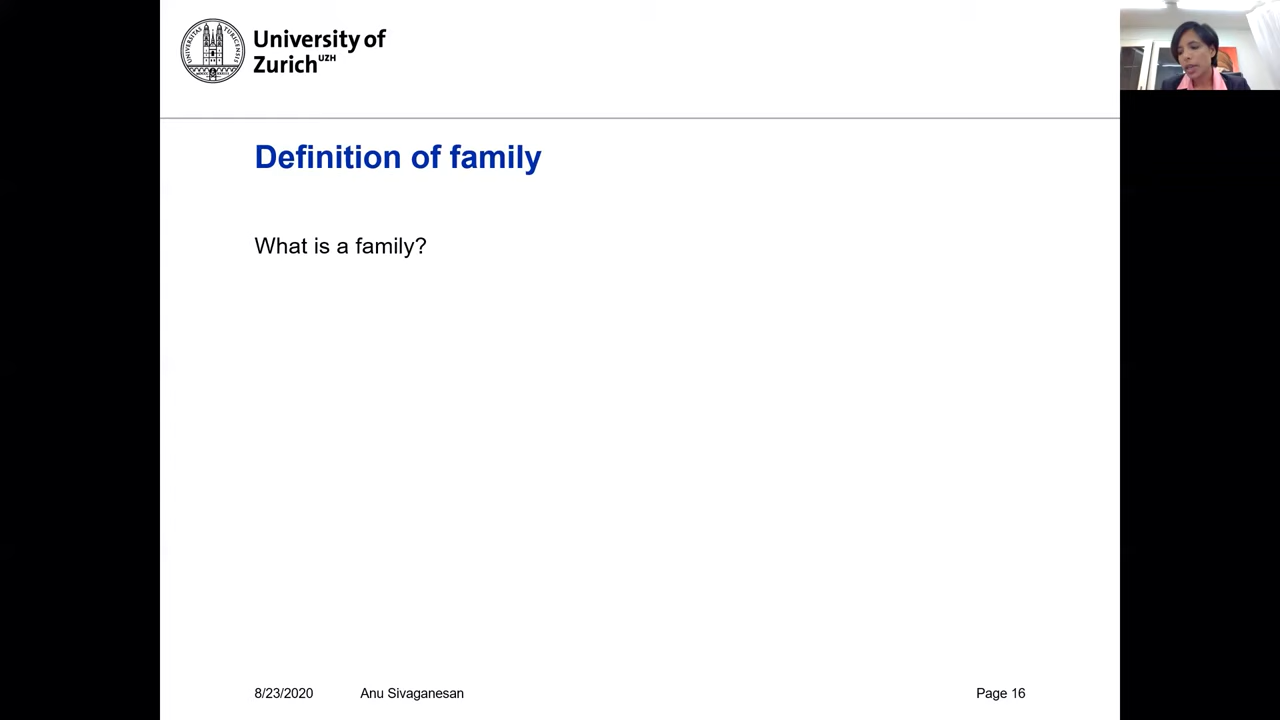 University of
Zurich UZH
Definition of family
What is a family?
8/23/2020 Anu Sivaganesan Page 16